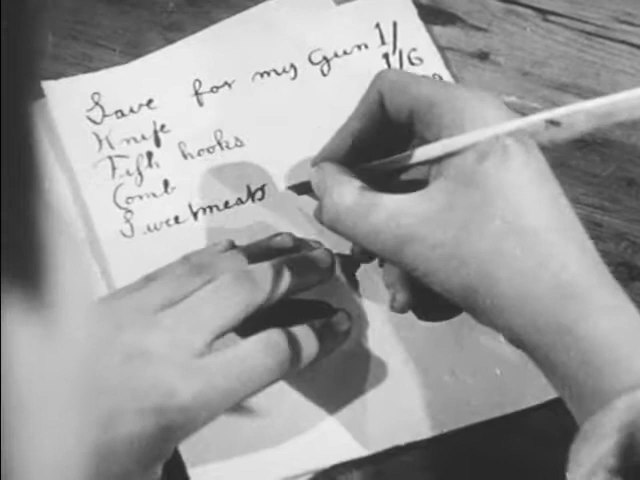 Save for my Gun 1/
Knife 1/6
Fish hooks
Comb
Sweetmeats